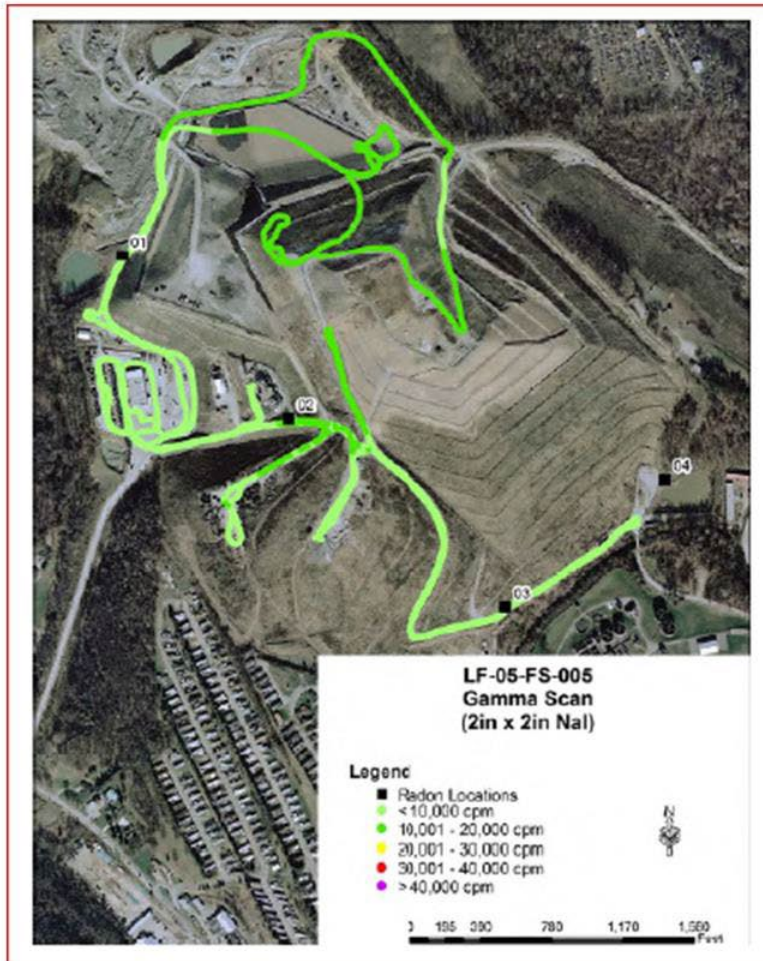 01
02
04
03
LF-05-FS-005
Gamma Scan
(2in x 2in NaI)
Legend
Radon Locations
<10,000 cpm
10,001 - 20,000 cpm
20,001 - 30,000 cpm
30,001 - 40,000 cpm
>40,000 cpm
N
0 195 390 780 1,170 1,560
Feet